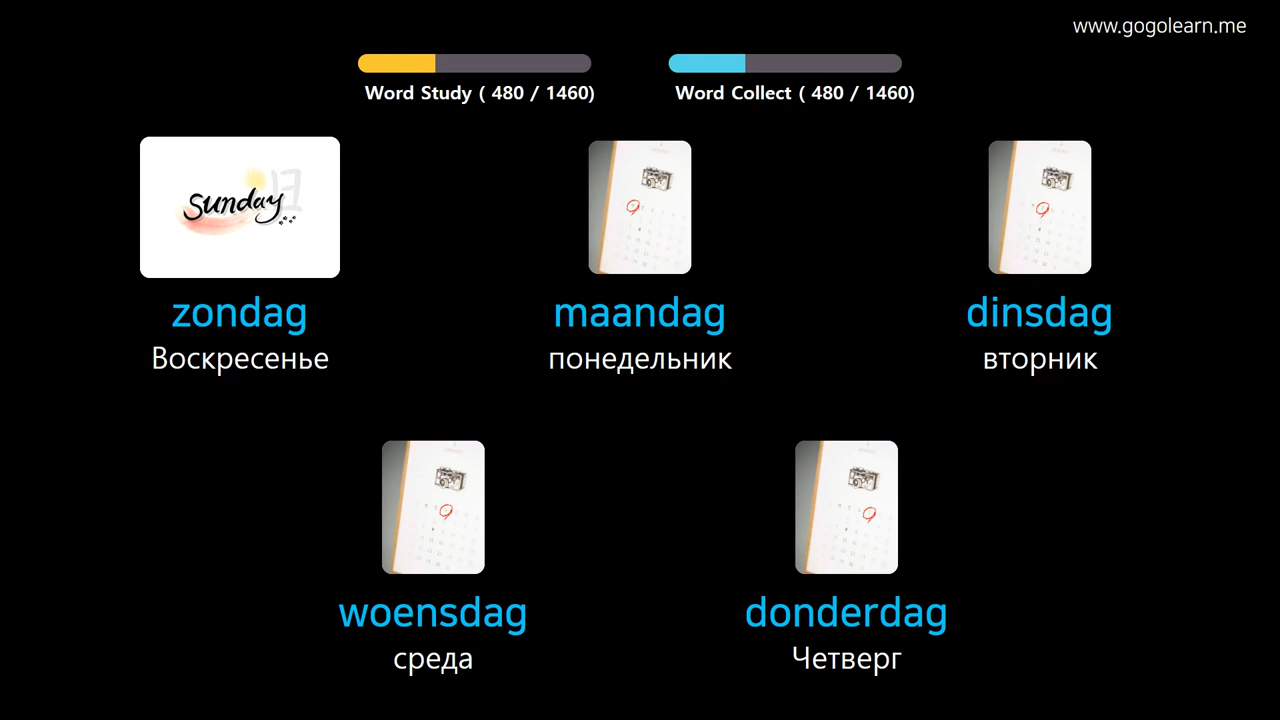 www.gogolearn.me
Word Study ( 480 / 1460)
Word Collect ( 480 / 1460)
sunday
日
zondag
maandag
dinsdag
Воскресенье
понедельник
вторник
woensdag
donderdag
среда
Четверг